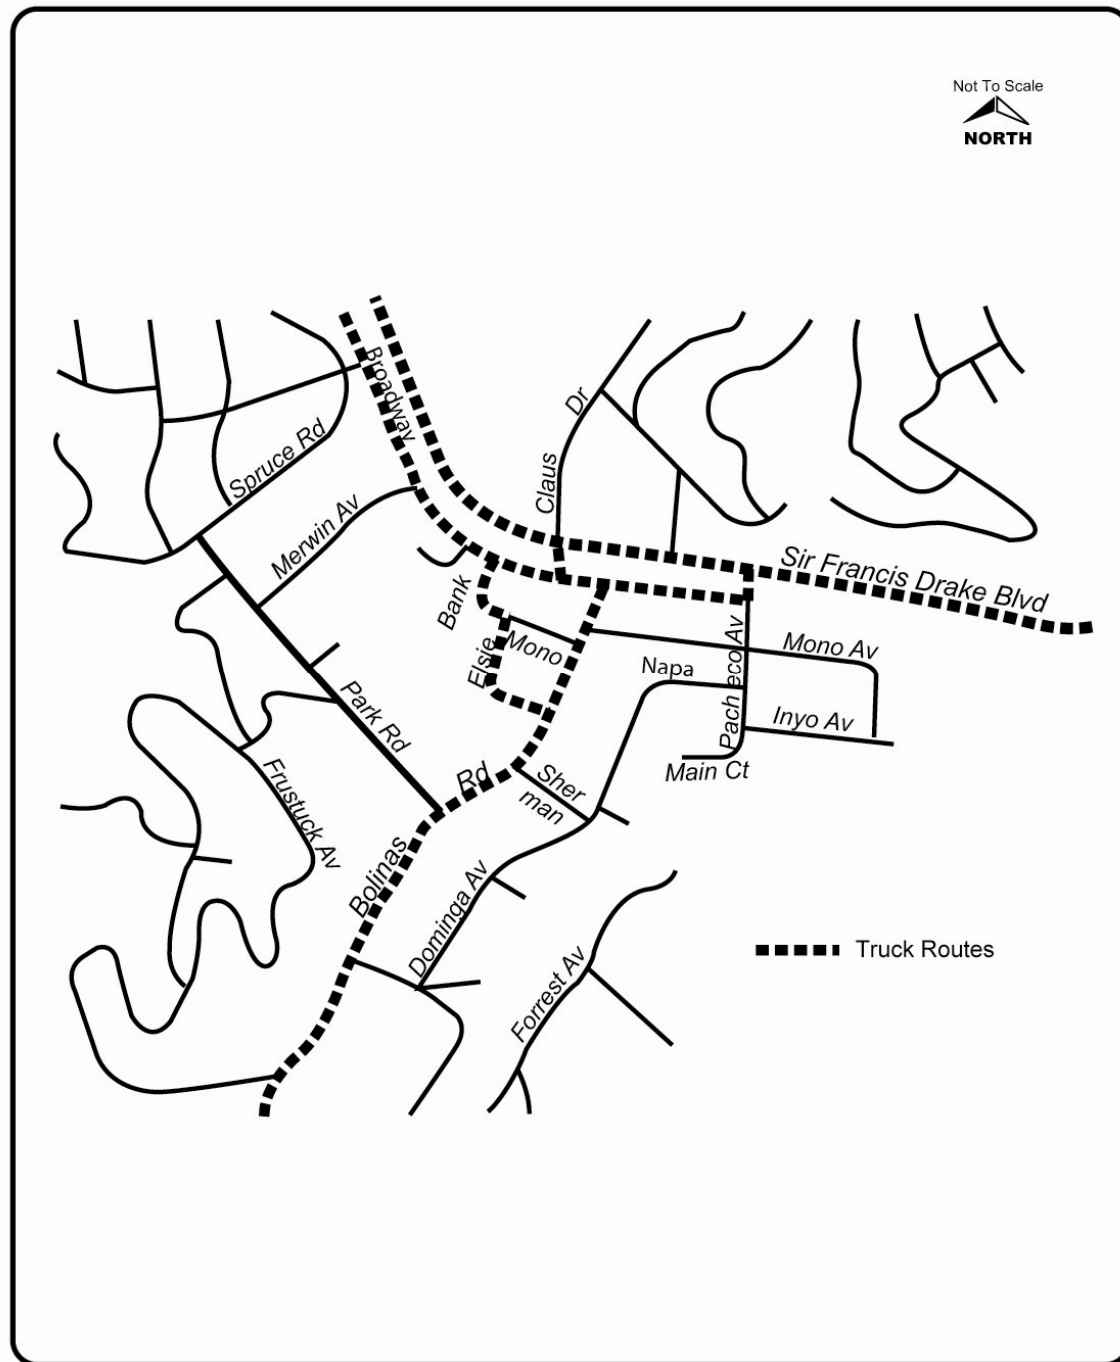 Not To Scale
NORTH
Broadway
Dr
Claus
Spruce Rd
Merwin Av
Sir Francis Drake Blvd
Bank
Elsie
Mono
Mono Av
Napa
Pach eco Av
Inyo Av
Main Ct
Park Rd
Rd
Sher
man
Frustuck Av
Bolinas
Dominga Av
Forrest Av
Truck Routes